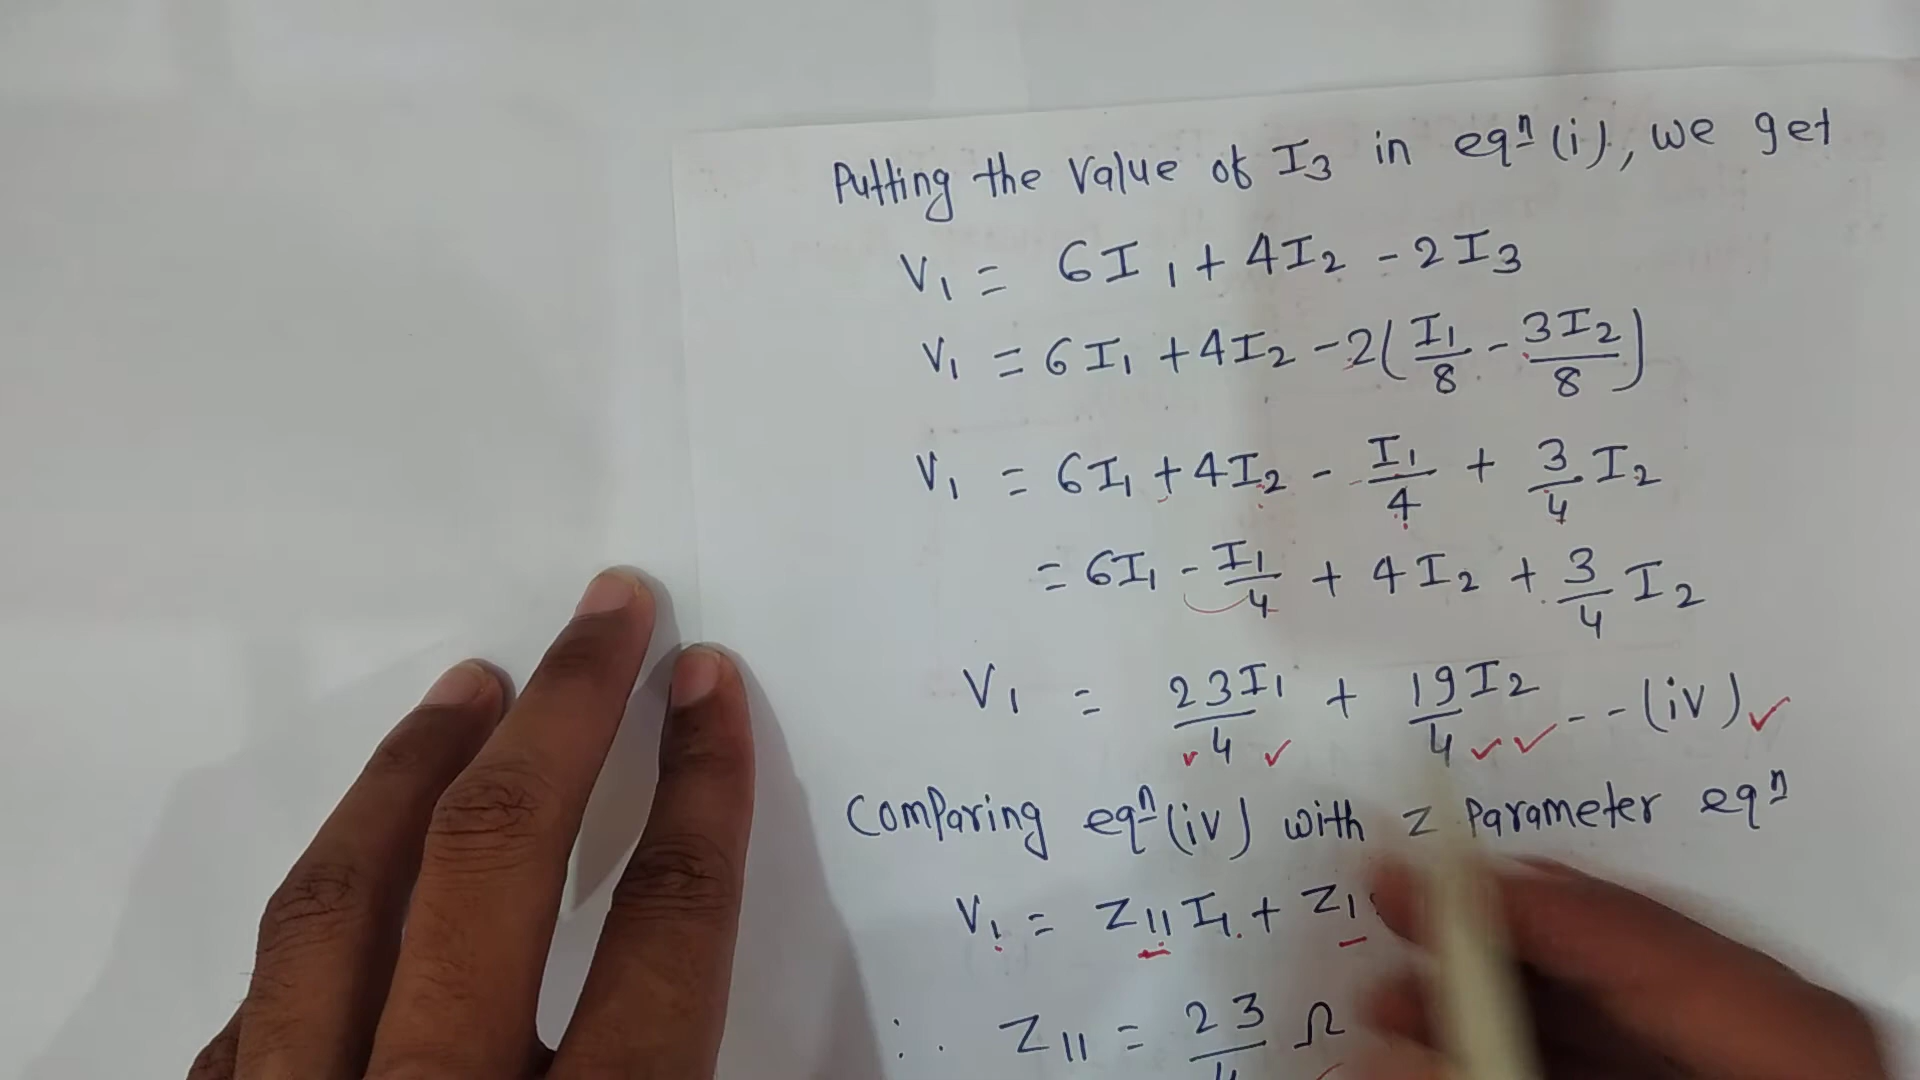 Putting the value of I3 in eqn (i), we get
V1 = 6I1 + 4I2 - 2I3
V1 = 6I1 + 4I2 - 2(I1/8 - 3I2/8)
V1 = 6I1 + 4I2 - I1/4 + 3/4 I2
= 6I1 - I1/4 + 4I2 + 3/4 I2
V1 = 23I1/4 + 19I2/4 - - (iv)
Comparing eqn (iv) with Z Parameter eqn
V1 = Z11 I1 + Z1
∴ Z11 = 23/4 Ω